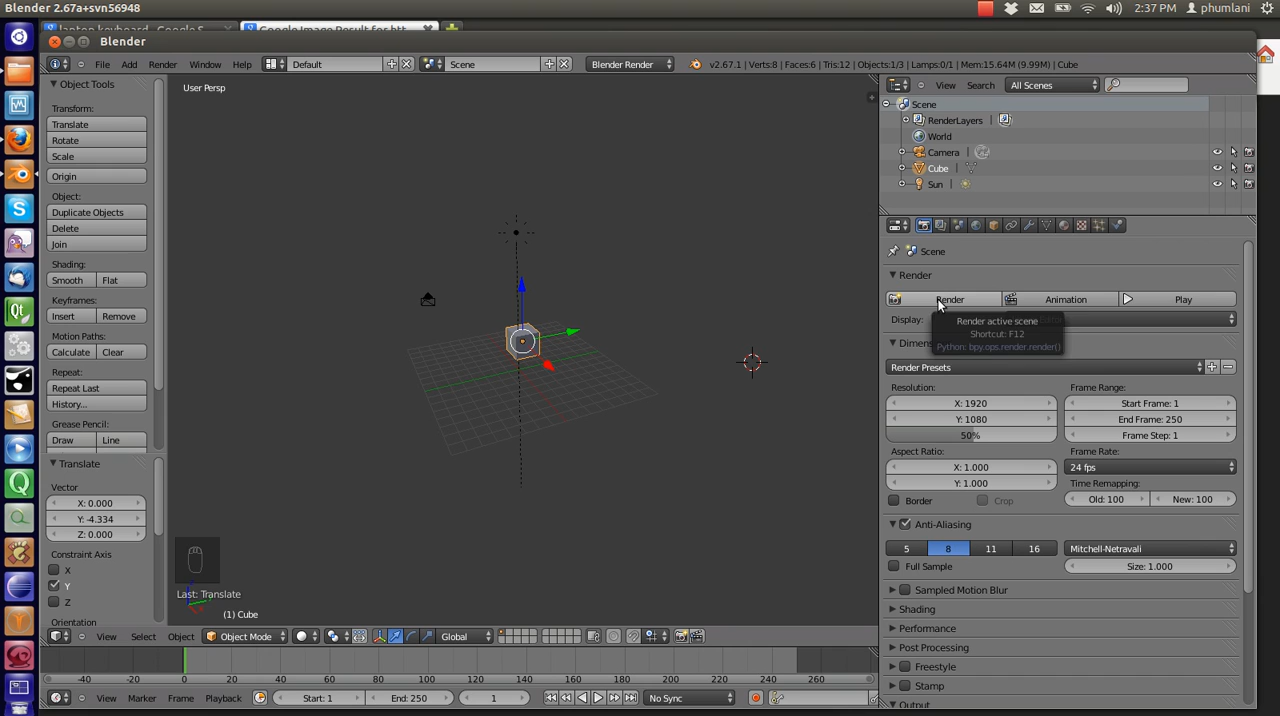 Blender 2.67a+svn56948
2:37 PM phumlani
Blender
File Add Render Window Help Default Scene Blender Render v2.67.1 | Verts:8 | Faces:6 | Tris:12 | Objects:1/3 | Lamps:0/1 | Mem:15.64M (9.99M) | Cube
Object Tools
Transform:
Translate
Rotate
Scale
Origin
Object:
Duplicate Objects
Delete
Join
Shading:
Smooth Flat
Keyframes:
Insert Remove
Motion Paths:
Calculate Clear
Repeat:
Repeat Last
History...
Grease Pencil:
Draw Line
Translate
Vector
X: 0.000
Y: -4.334
Z: 0.000
Constraint Axis
X
Y
Z
Orientation
User Persp
Last: Translate
(1) Cube
View Select Object Object Mode Global
-40 -20 0 20 40 60 80 100 120 140 160 180 200 220 240 260
View Marker Frame Playback Start: 1 End: 250 1 No Sync
View Search All Scenes
Scene
RenderLayers
World
Camera
Cube
Sun
Scene
Render
Render Animation Play
Display:
Render active scene
Shortcut: F12
Python: bpy.ops.render.render()
Render Presets
Resolution: Frame Range:
X: 1920 Start Frame: 1
Y: 1080 End Frame: 250
50% Frame Step: 1
Aspect Ratio: Frame Rate:
X: 1.000 24 fps
Y: 1.000 Time Remapping:
Border Crop Old: 100 New: 100
Anti-Aliasing
5 8 11 16 Mitchell-Netravali
Full Sample Size: 1.000
Sampled Motion Blur
Shading
Performance
Post Processing
Freestyle
Stamp
Output